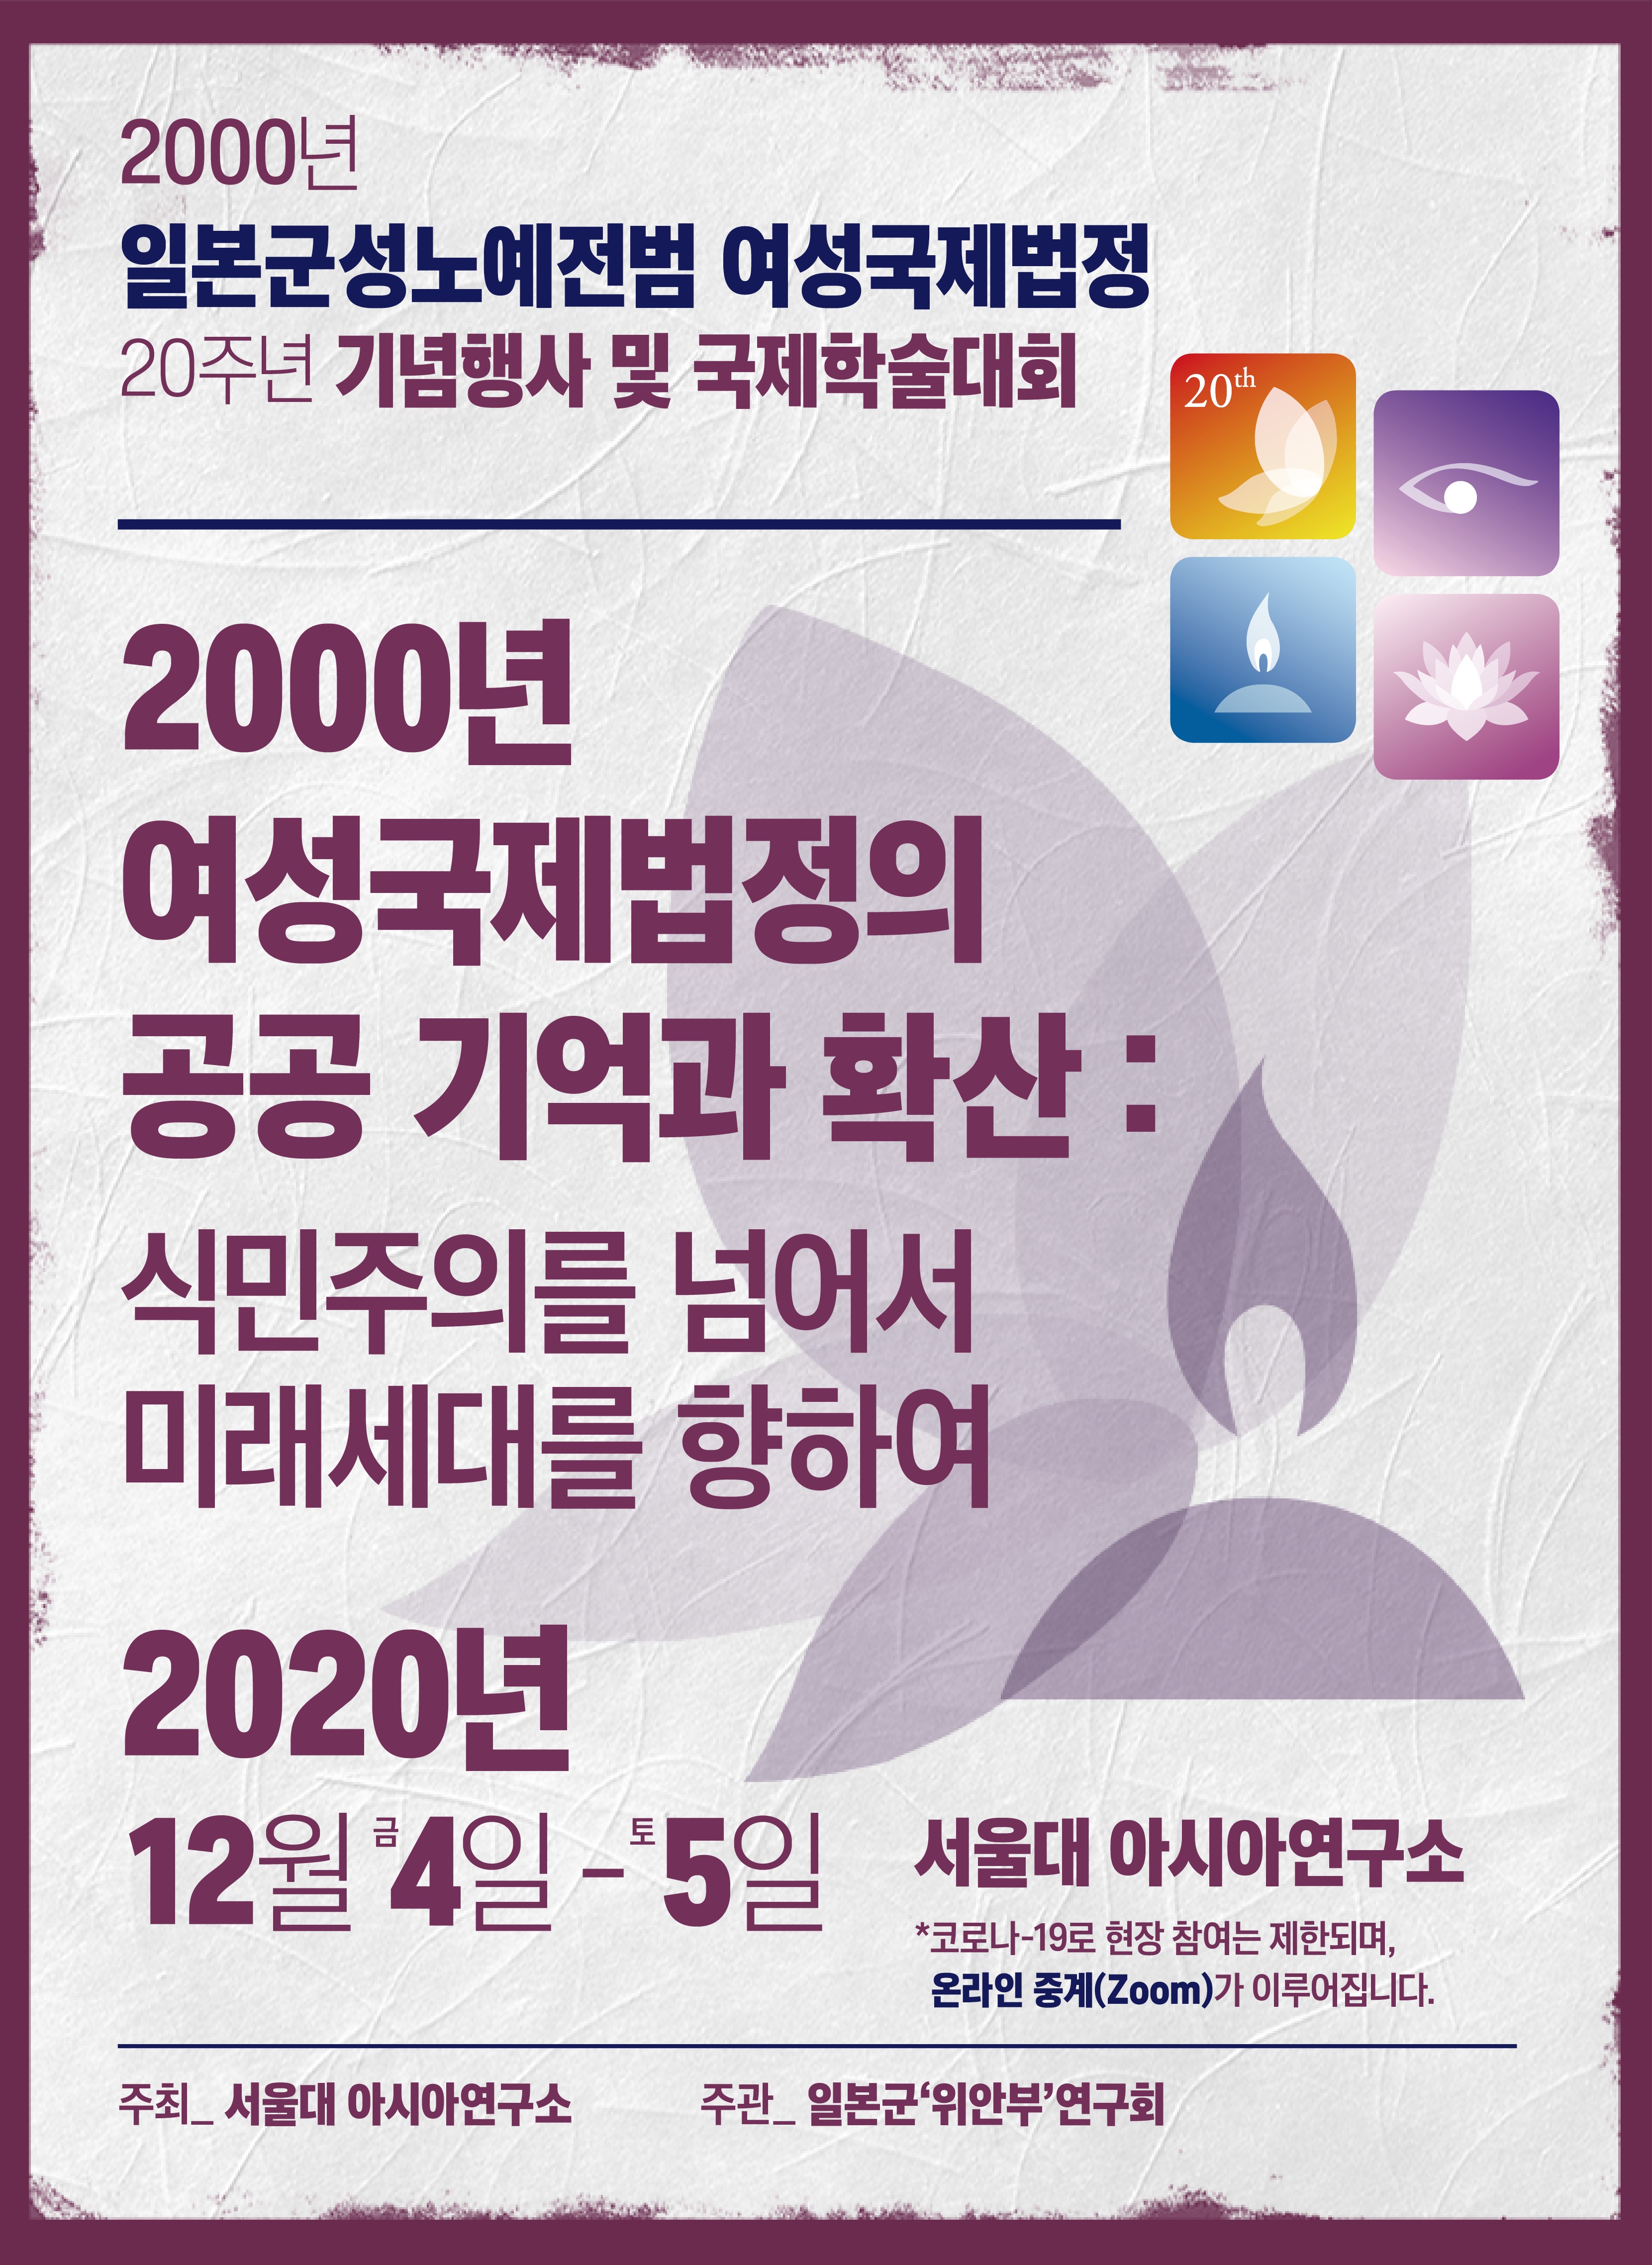 2000년
일본군성노예전범 여성국제법정
20주년 기념행사 및 국제학술대회
20th
2000년
여성국제법정의
공공 기억과 확산 :
식민주의를 넘어서
미래세대를 향하여
2020년
12월 금4일 – 토5일
서울대 아시아연구소
*코로나-19로 현장 참여는 제한되며,
온라인 중계(Zoom)가 이루어집니다.
주최_ 서울대 아시아연구소
주관_ 일본군‘위안부’연구회